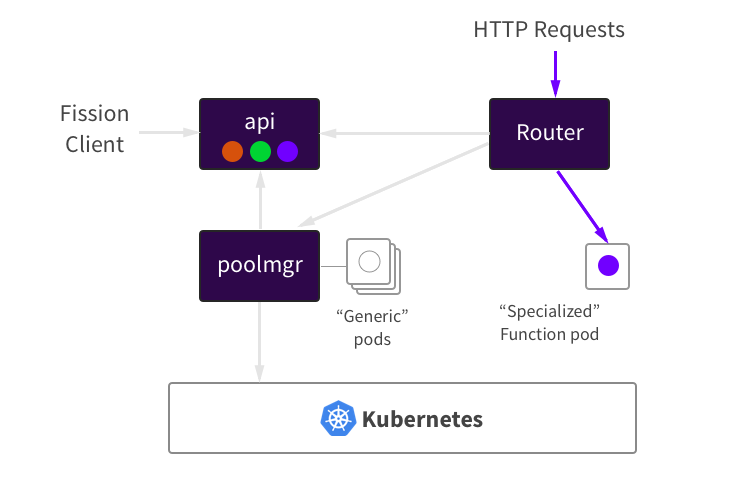 HTTP Requests
Fission
Client
api
Router
poolmgr
“Generic”
pods
“Specialized”
Function pod
Kubernetes